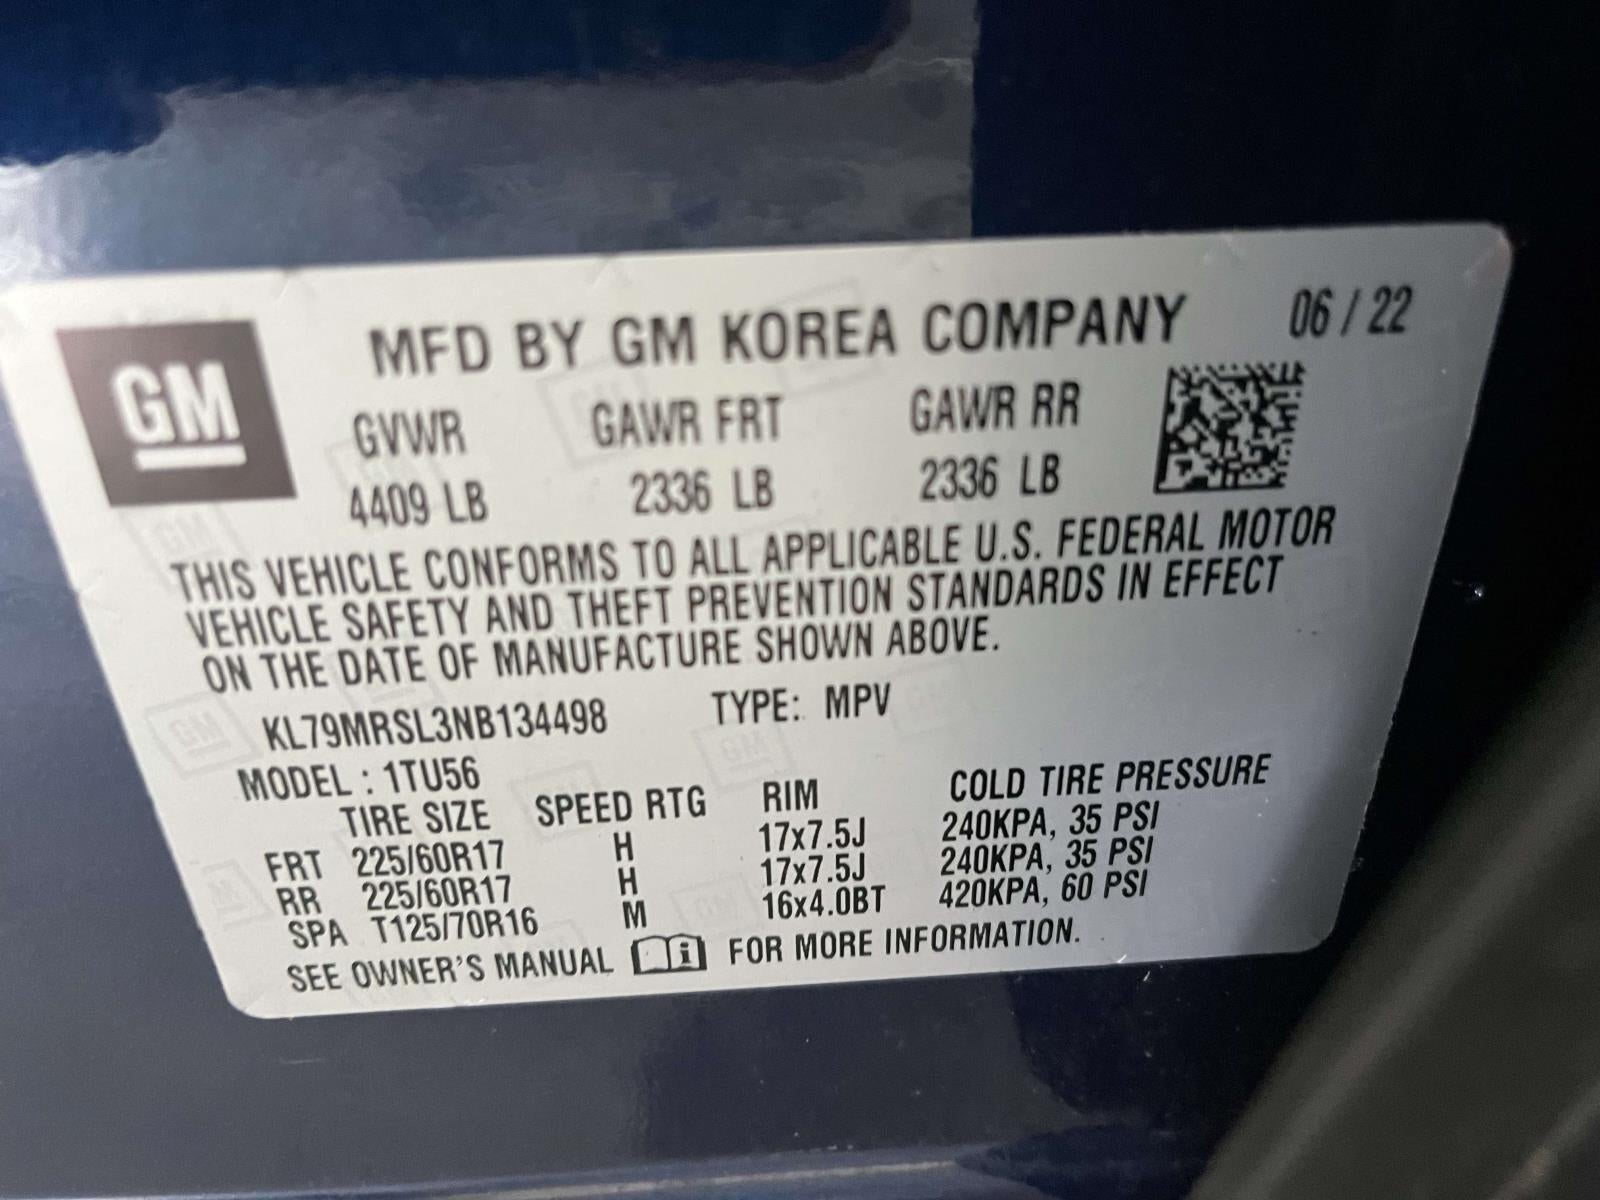 GM
MFD BY GM KOREA COMPANY 06 / 22
GVWR GAWR FRT GAWR RR
4409 LB 2336 LB 2336 LB
THIS VEHICLE CONFORMS TO ALL APPLICABLE U.S. FEDERAL MOTOR
VEHICLE SAFETY AND THEFT PREVENTION STANDARDS IN EFFECT
ON THE DATE OF MANUFACTURE SHOWN ABOVE.
KL79MRSL3NB134498 TYPE: MPV
MODEL : 1TU56
TIRE SIZE SPEED RTG RIM COLD TIRE PRESSURE
FRT 225/60R17 H 17x7.5J 240KPA, 35 PSI
RR 225/60R17 H 17x7.5J 240KPA, 35 PSI
SPA T125/70R16 M 16x4.0BT 420KPA, 60 PSI
SEE OWNER'S MANUAL i FOR MORE INFORMATION.